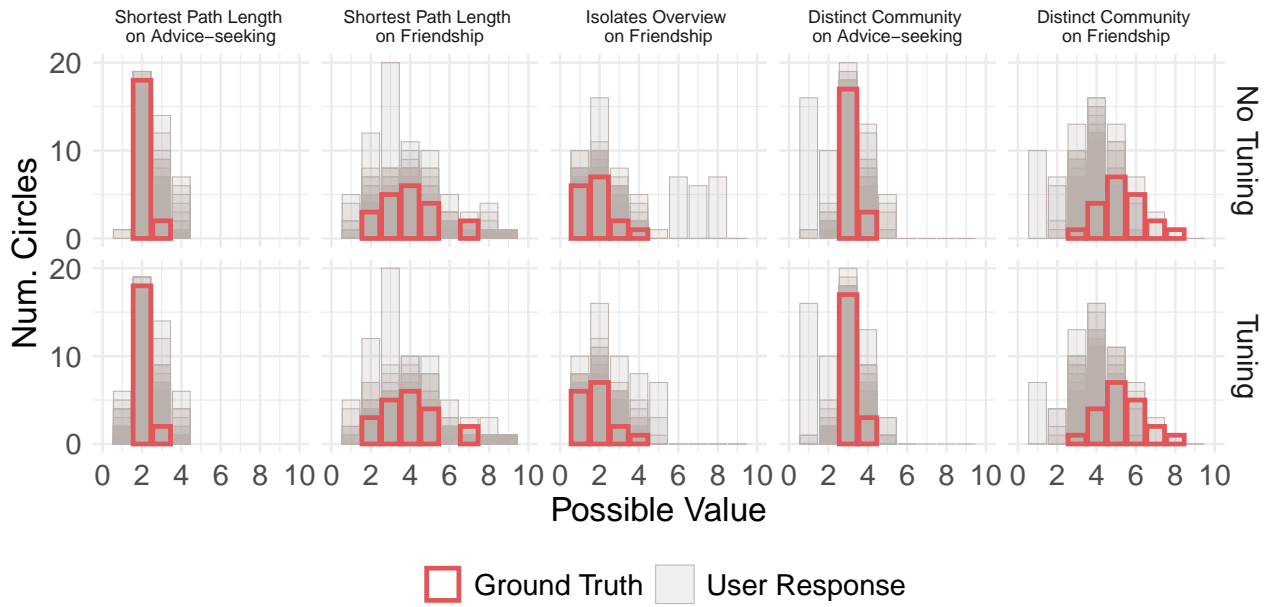 Shortest Path Length
on Advice−seeking
Shortest Path Length
on Friendship
Isolates Overview
on Friendship
Distinct Community
on Advice−seeking
Distinct Community
on Friendship
Num. Circles
20
10
0
No Tuning
20
10
0
Tuning
0 2 4 6 8 10 0 2 4 6 8 10 0 2 4 6 8 10 0 2 4 6 8 10 0 2 4 6 8 10
Possible Value
Ground Truth User Response